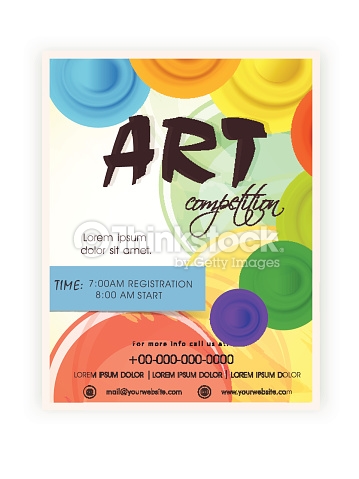 ART
competition
Thinkstock
by Getty Images
Lorem Ipsum
dolor sit amet.
TIME: 7:00AM REGISTRATION
8:00 AM START
For more info call us at:
+00-000-000-0000
LOREM IPSUM DOLOR | LOREM IPSUM DOLOR | LOREM IPSUM DOLOR
mail@yourwebsite.com www.yourwebsite.com